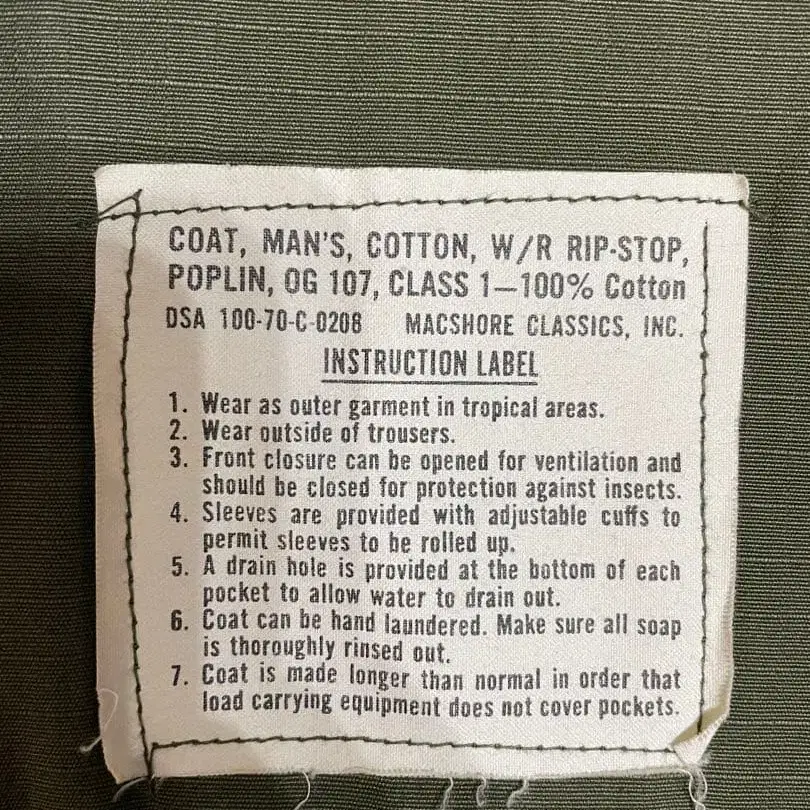 COAT, MAN'S, COTTON, W/R RIP-STOP,
POPLIN, OG 107, CLASS 1—100% Cotton
DSA 100-70-C-0208 MACSHORE CLASSICS, INC.
INSTRUCTION LABEL
1. Wear as outer garment in tropical areas.
2. Wear outside of trousers.
3. Front closure can be opened for ventilation and
should be closed for protection against insects.
4. Sleeves are provided with adjustable cuffs to
permit sleeves to be rolled up.
5. A drain hole is provided at the bottom of each
pocket to allow water to drain out.
6. Coat can be hand laundered. Make sure all soap
is thoroughly rinsed out.
7. Coat is made longer than normal in order that
load carrying equipment does not cover pockets.